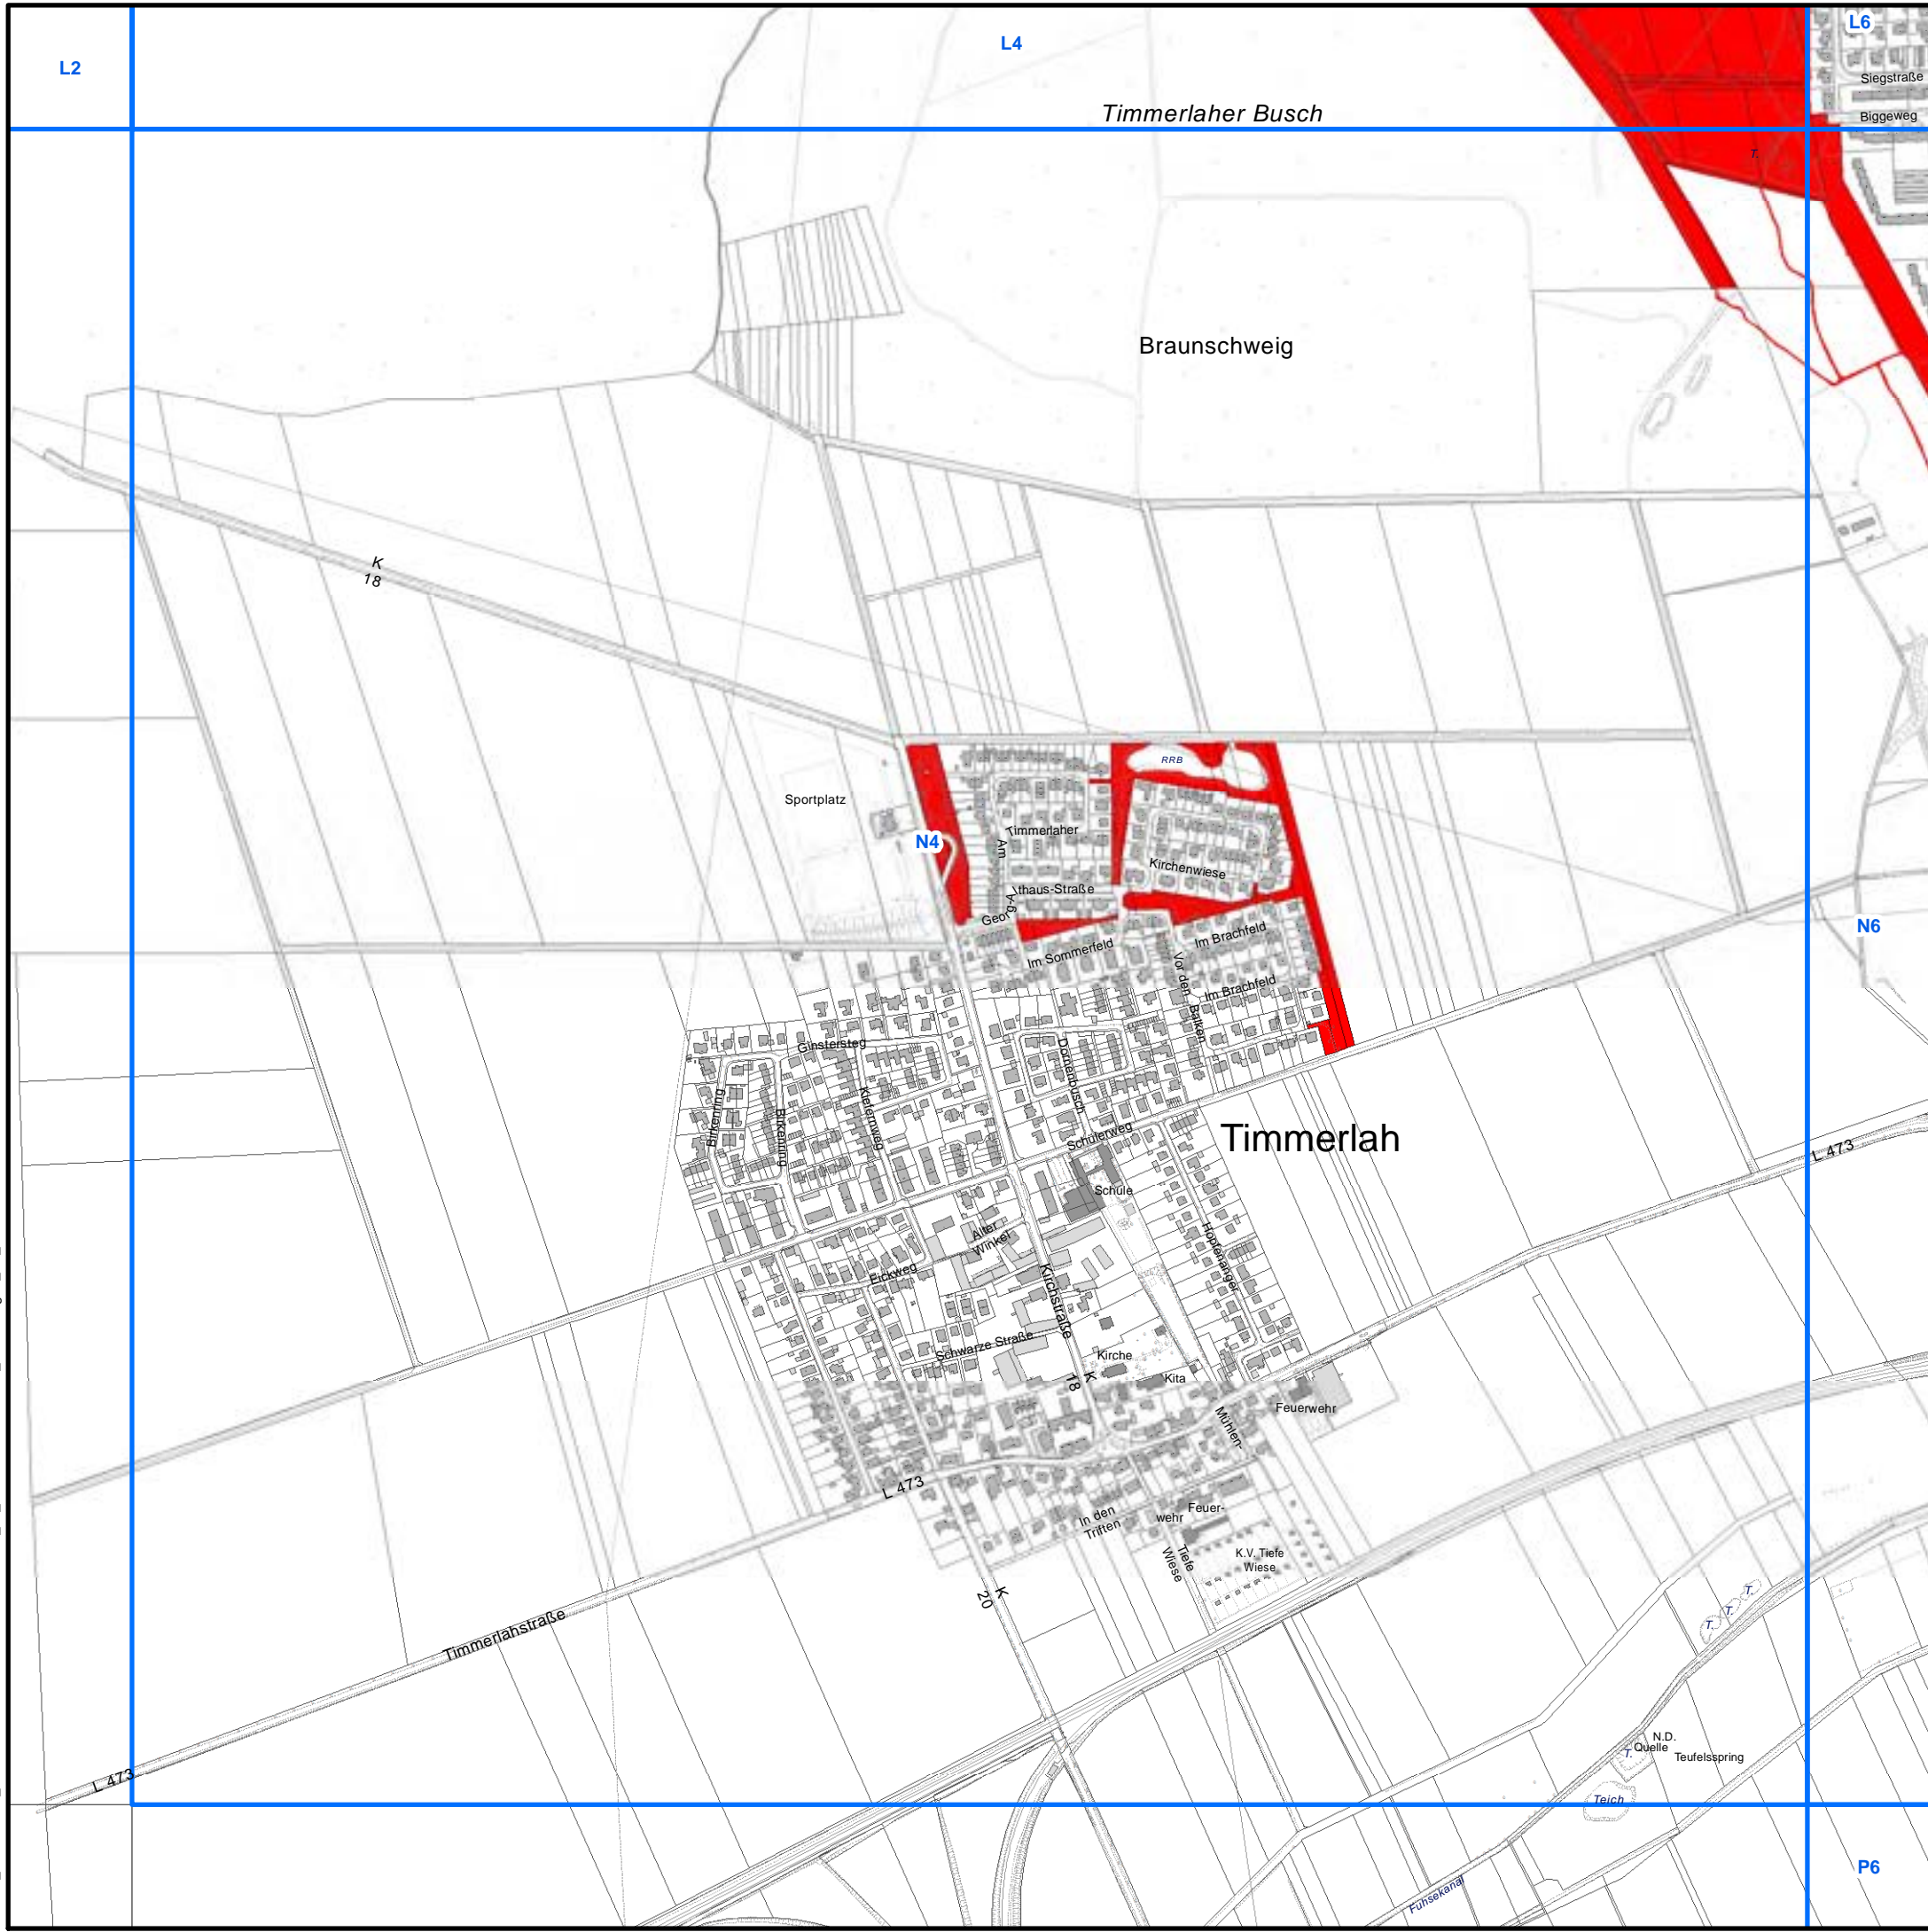 L2
L4
L6
Siegstraße
Biggeweg
Timmerlaher Busch
T.
Braunschweig
K
18
RRB
Sportplatz
N4
Timmerlaher
Am
Kirchenwiese
Georg-Althaus-Straße
N6
Im Sommerfeld
Im Brachfeld
Vor den
Balken
Im Brachfeld
Ginstersteg
Dornenbusch
Birkenring
Birkenring
Kiefernweg
Schülerweg
Timmerlah
L 473
Schule
Alter
Winkel
Hopfenanger
Eickweg
Kirchstraße
Schwarze Straße
Kirche
K
18
Kita
Feuerwehr
Mühlen-
L 473
In den
Triften
Feuer-
wehr
Tiefe
Wiese
K.V. Tiefe
Wiese
K
20
T.
T.
T.
Timmerlahstraße
N.D.
Quelle
T.
Teufelsspring
L 473
Teich
P6
Fuhsekanal